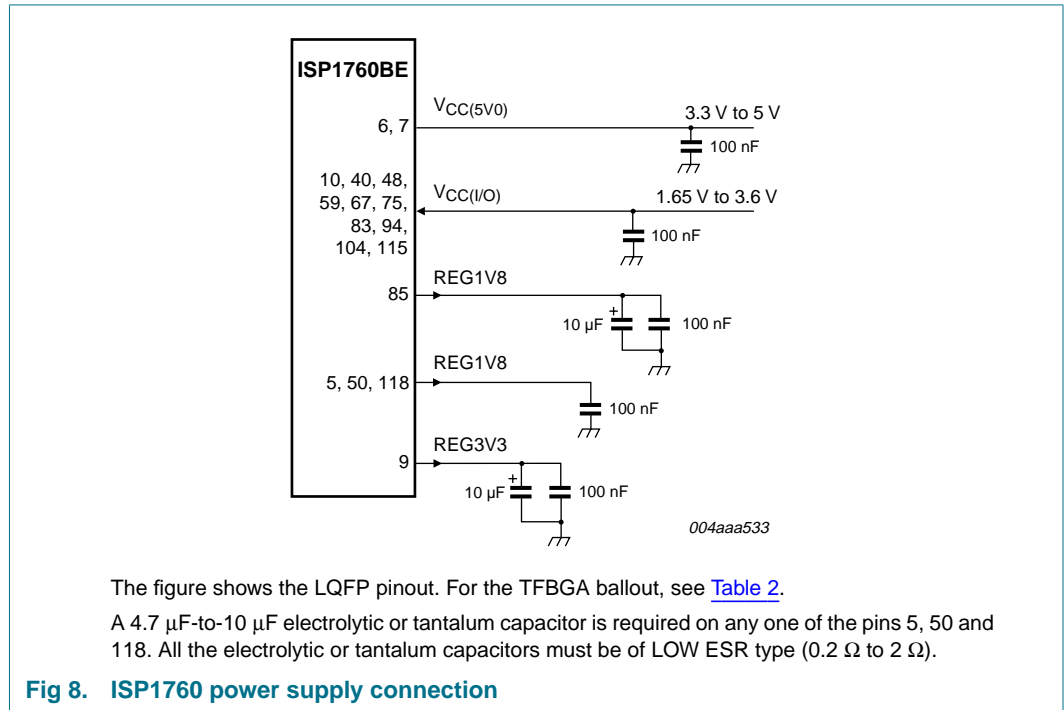 ISP1760BE
VCC(5V0)
3.3 V to 5 V
6, 7
100 nF
10, 40, 48,
59, 67, 75,
83, 94,
104, 115
VCC(I/O)
1.65 V to 3.6 V
100 nF
REG1V8
85
+
10 μF
100 nF
REG1V8
5, 50, 118
100 nF
REG3V3
9
+
10 μF
100 nF
004aaa533
The figure shows the LQFP pinout. For the TFBGA ballout, see Table 2.
A 4.7 μF-to-10 μF electrolytic or tantalum capacitor is required on any one of the pins 5, 50 and
118. All the electrolytic or tantalum capacitors must be of LOW ESR type (0.2 Ω to 2 Ω).
Fig 8. ISP1760 power supply connection